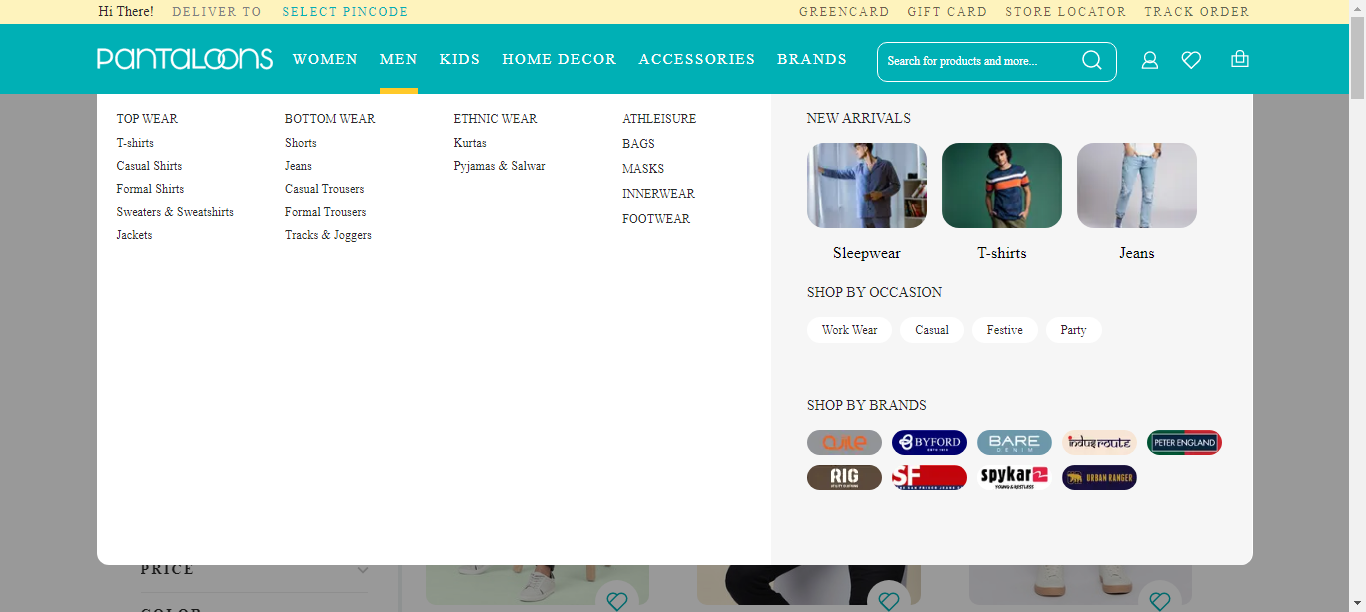 Hi There! DELIVER TO SELECT PINCODE GREENCARD GIFT CARD STORE LOCATOR TRACK ORDER
PANTALOONS WOMEN MEN KIDS HOME DECOR ACCESSORIES BRANDS Search for products and more...
TOP WEAR
T-shirts
Casual Shirts
Formal Shirts
Sweaters & Sweatshirts
Jackets
BOTTOM WEAR
Shorts
Jeans
Casual Trousers
Formal Trousers
Tracks & Joggers
ETHNIC WEAR
Kurtas
Pyjamas & Salwar
ATHLEISURE
BAGS
MASKS
INNERWEAR
FOOTWEAR
NEW ARRIVALS
Sleepwear T-shirts Jeans
SHOP BY OCCASION
Work Wear Casual Festive Party
SHOP BY BRANDS
BYFORD BARE DENIM indus route PETER ENGLAND
RIG SF spykar YOUNG & RESTLESS URBAN RANGER
PRICE
COLOR